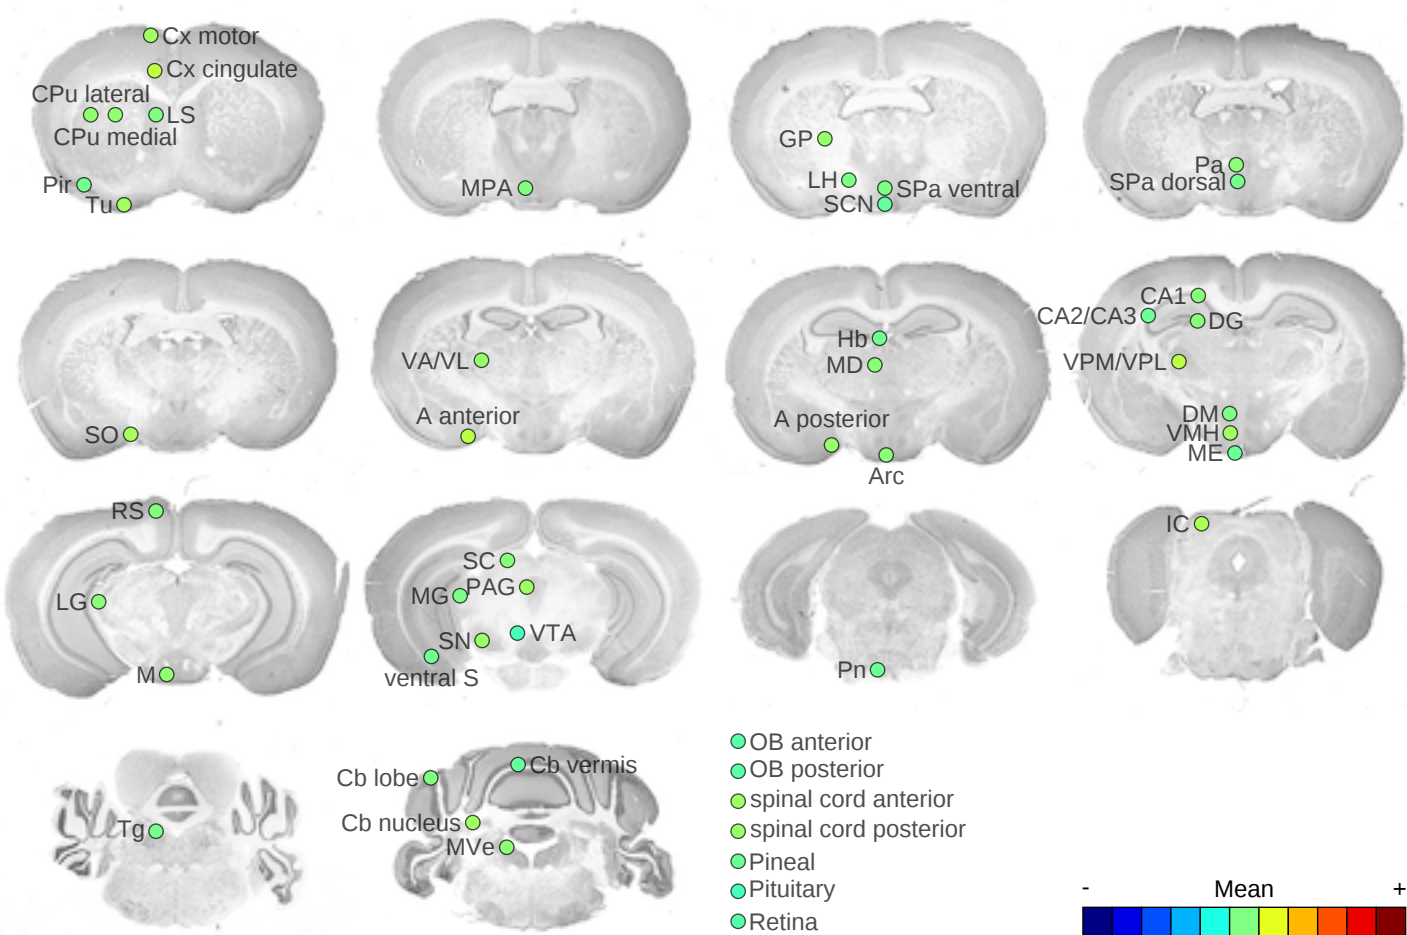 Cx motor
Cx cingulate
CPu lateral
LS
CPu medial
Pir
Tu
MPA
GP
LH
SPa ventral
SCN
Pa
SPa dorsal
SO
VA/VL
A anterior
Hb
MD
A posterior
Arc
CA1
CA2/CA3
DG
VPM/VPL
DM
VMH
ME
RS
LG
M
SC
PAG
MG
SN
VTA
ventral S
Pn
IC
Tg
Cb lobe
Cb vermis
Cb nucleus
MVe
OB anterior
OB posterior
spinal cord anterior
spinal cord posterior
Pineal
Pituitary
Retina
- Mean +